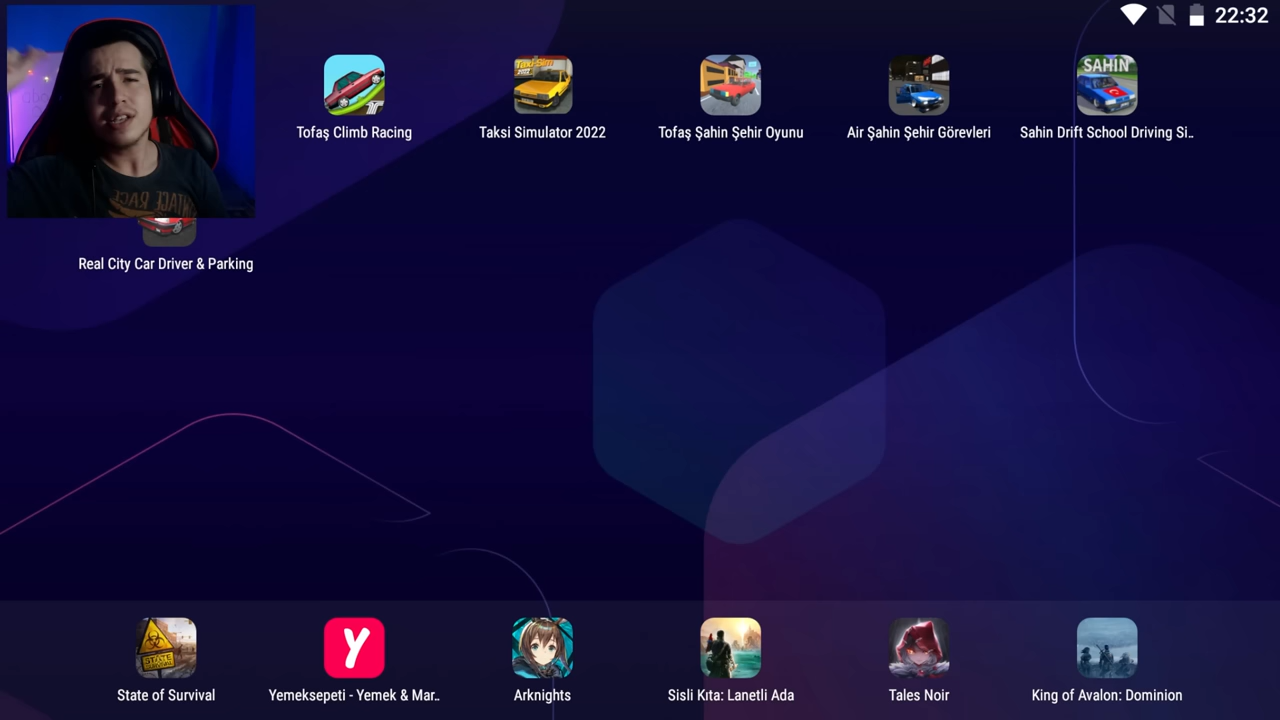 22:32
Tofaş Climb Racing
Taksi Simulator 2022
Tofaş Şahin Şehir Oyunu
Air Şahin Şehir Görevleri
SAHİN
Sahin Drift School Driving Si..
Real City Car Driver & Parking
STATE
State of Survival
Y
Yemeksepeti - Yemek & Mar..
Arknights
Sisli Kıta: Lanetli Ada
Tales Noir
King of Avalon: Dominion